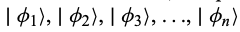 | ϕ₁⟩, | ϕ₂⟩, | ϕ₃⟩, …, | ϕₙ⟩